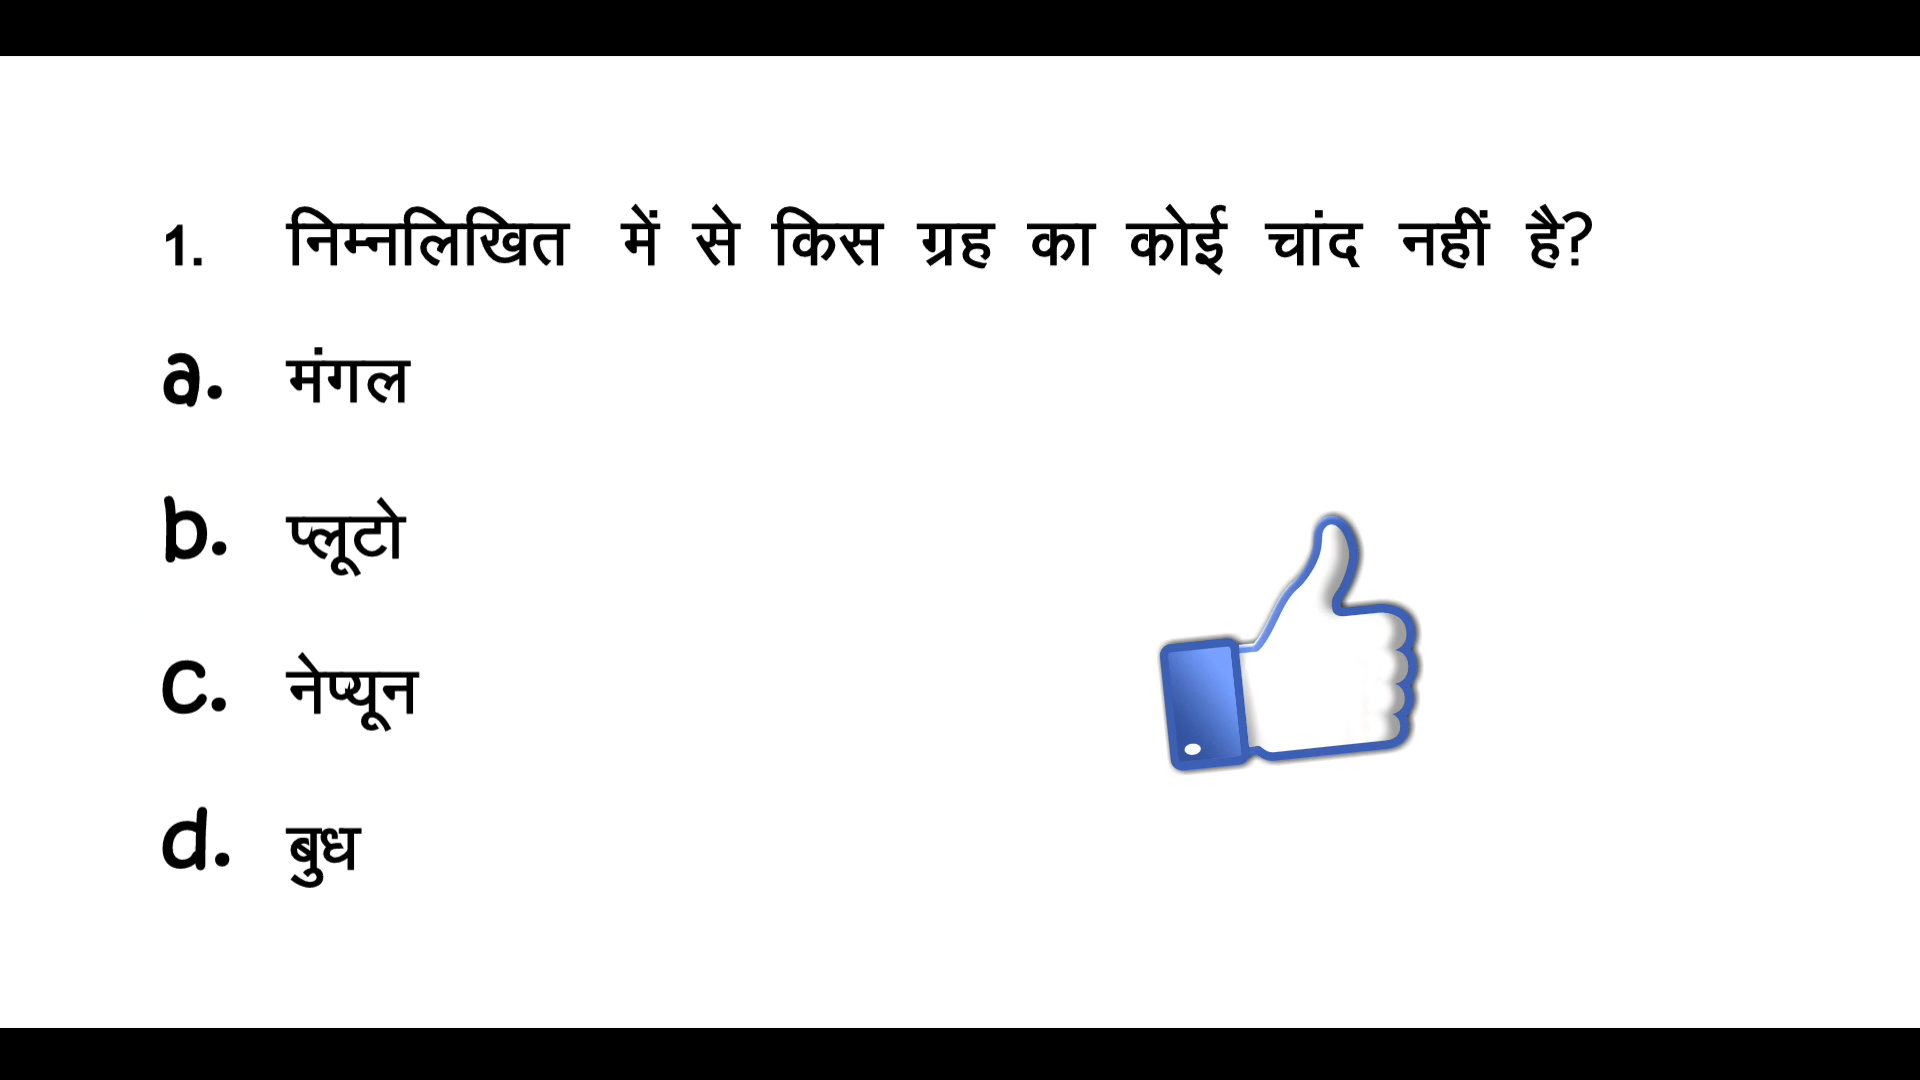 1. निम्नलिखित में से किस ग्रह का कोई चांद नहीं है?
a. मंगल
b. प्लूटो
c. नेप्यून
d. बुध